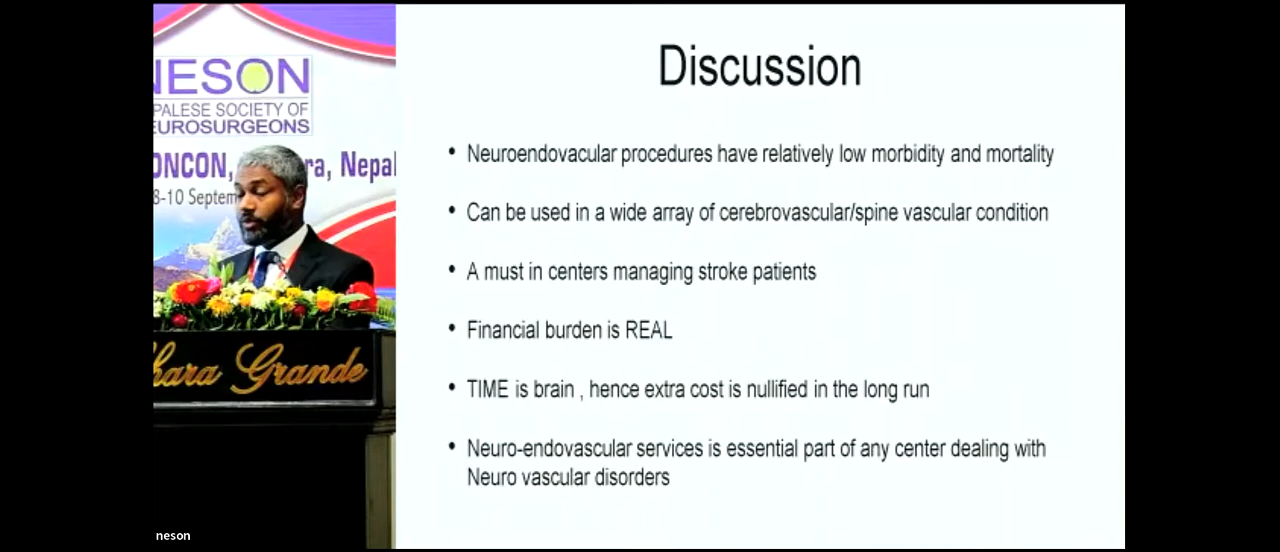 NESON
PALESE SOCIETY OF
EUROSURGEONS
ONCON, ra, Nepal
8-10 Septem
hara Grande
neson
Discussion
• Neuroendovacular procedures have relatively low morbidity and mortality
• Can be used in a wide array of cerebrovascular/spine vascular condition
• A must in centers managing stroke patients
• Financial burden is REAL
• TIME is brain , hence extra cost is nullified in the long run
• Neuro-endovascular services is essential part of any center dealing with
Neuro vascular disorders